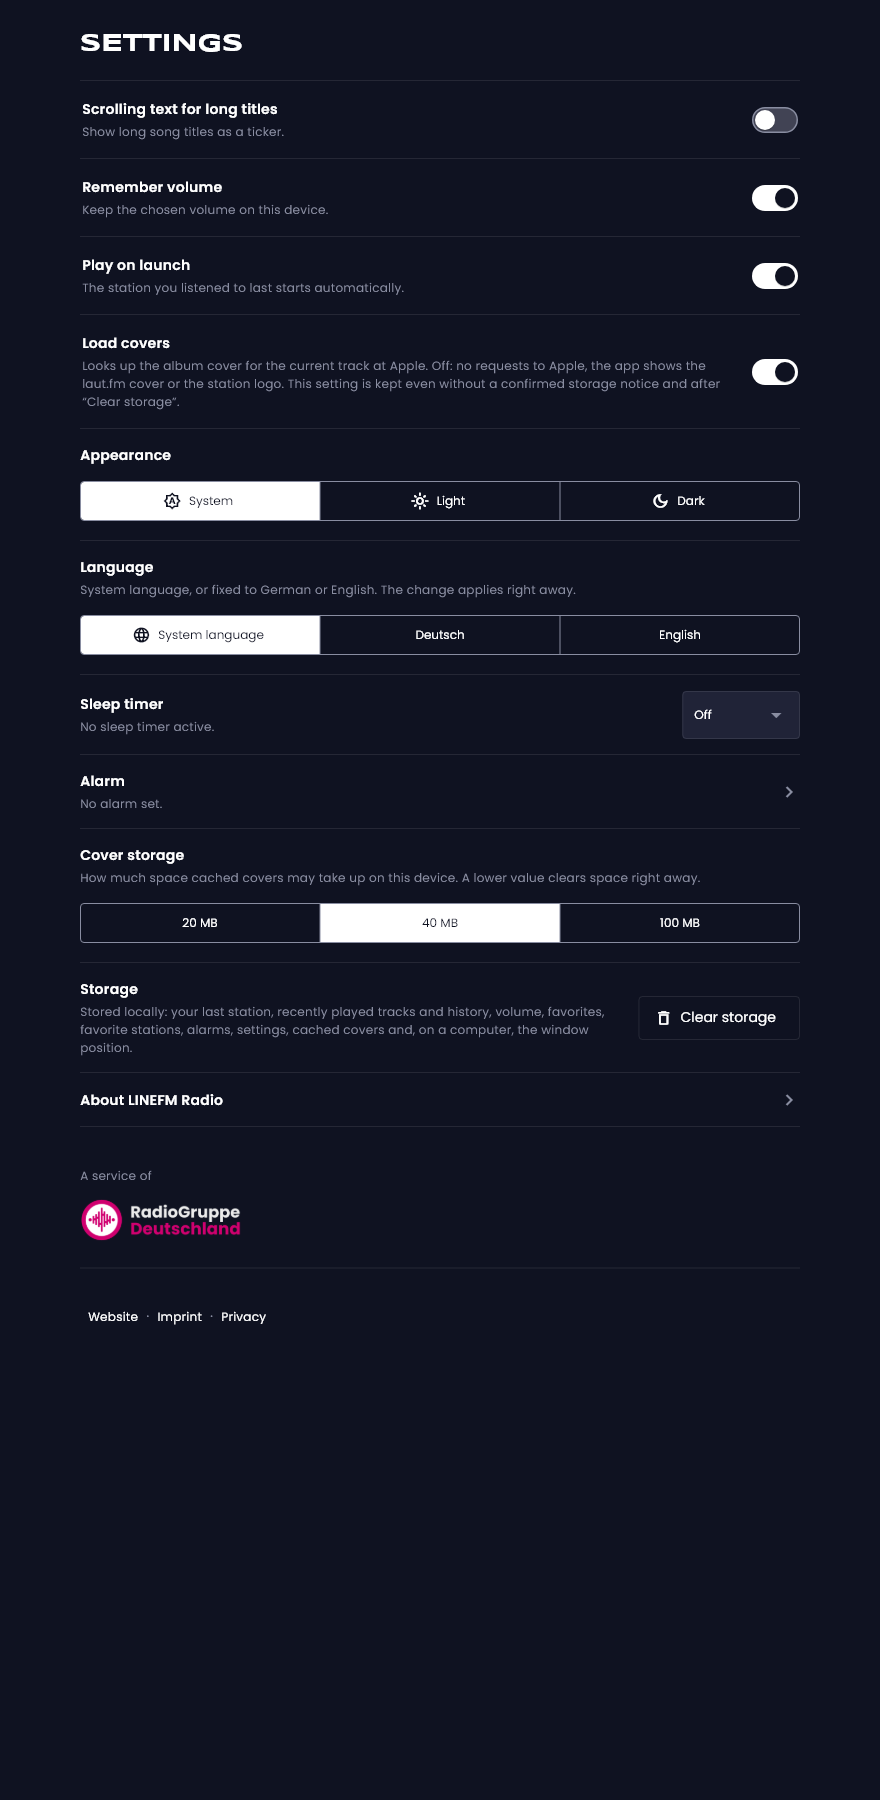 SETTINGS
Scrolling text for long titles
Show long song titles as a ticker.
Remember volume
Keep the chosen volume on this device.
Play on launch
The station you listened to last starts automatically.
Load covers
Looks up the album cover for the current track at Apple. Off: no requests to Apple, the app shows the
laut.fm cover or the station logo. This setting is kept even without a confirmed storage notice and after
“Clear storage”.
Appearance
System
Light
Dark
Language
System language, or fixed to German or English. The change applies right away.
System language
Deutsch
English
Sleep timer
No sleep timer active.
Off
Alarm
No alarm set.
Cover storage
How much space cached covers may take up on this device. A lower value clears space right away.
20 MB
40 MB
100 MB
Storage
Stored locally: your last station, recently played tracks and history, volume, favorites,
favorite stations, alarms, settings, cached covers and, on a computer, the window
position.
Clear storage
About LINEFM Radio
A service of
RadioGruppe
Deutschland
Website · Imprint · Privacy